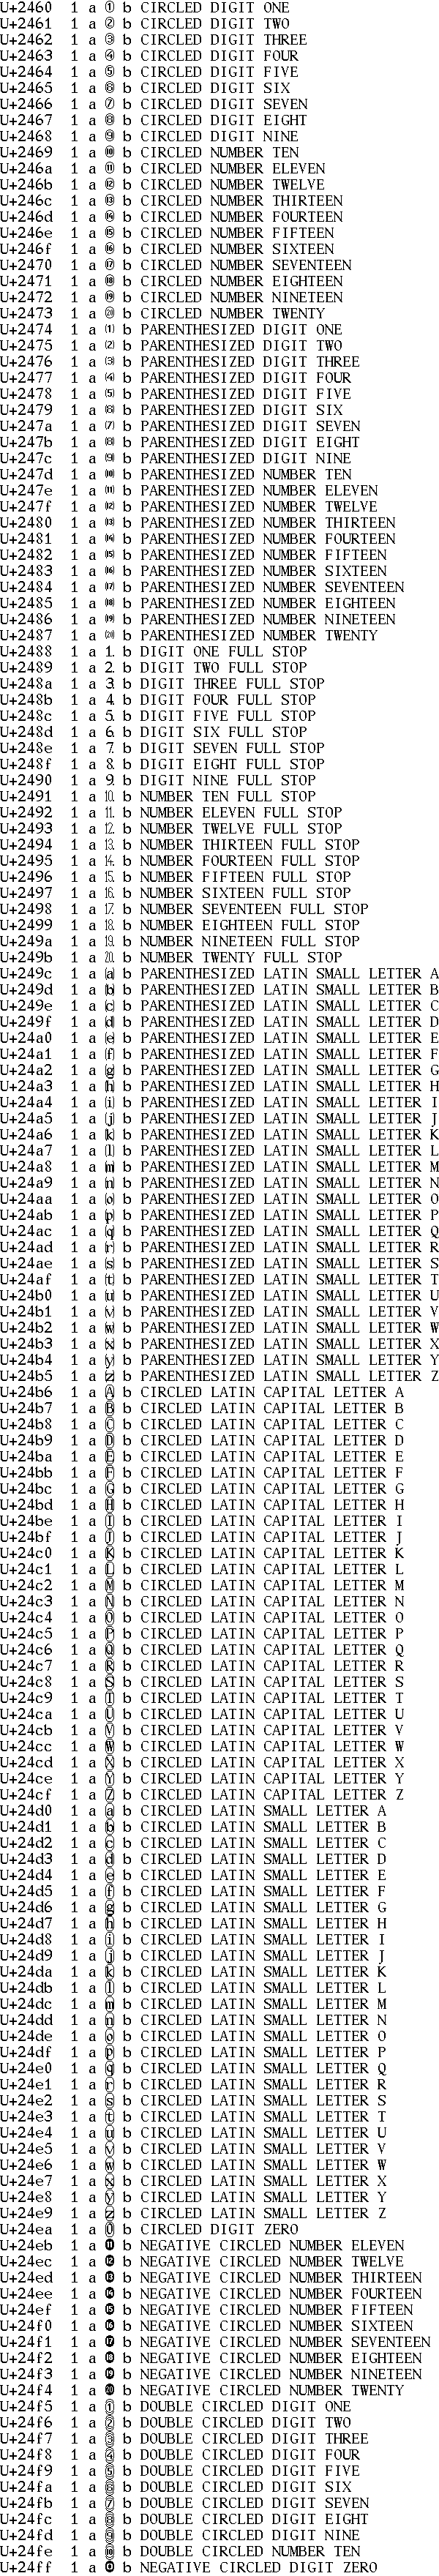 U+2460 1 a ① b CIRCLED DIGIT ONE
U+2461 1 a ② b CIRCLED DIGIT TWO
U+2462 1 a ③ b CIRCLED DIGIT THREE
U+2463 1 a ④ b CIRCLED DIGIT FOUR
U+2464 1 a ⑤ b CIRCLED DIGIT FIVE
U+2465 1 a ⑥ b CIRCLED DIGIT SIX
U+2466 1 a ⑦ b CIRCLED DIGIT SEVEN
U+2467 1 a ⑧ b CIRCLED DIGIT EIGHT
U+2468 1 a ⑨ b CIRCLED DIGIT NINE
U+2469 1 a ⑩ b CIRCLED NUMBER TEN
U+246a 1 a ⑪ b CIRCLED NUMBER ELEVEN
U+246b 1 a ⑫ b CIRCLED NUMBER TWELVE
U+246c 1 a ⑬ b CIRCLED NUMBER THIRTEEN
U+246d 1 a ⑭ b CIRCLED NUMBER FOURTEEN
U+246e 1 a ⑮ b CIRCLED NUMBER FIFTEEN
U+246f 1 a ⑯ b CIRCLED NUMBER SIXTEEN
U+2470 1 a ⑰ b CIRCLED NUMBER SEVENTEEN
U+2471 1 a ⑱ b CIRCLED NUMBER EIGHTEEN
U+2472 1 a ⑲ b CIRCLED NUMBER NINETEEN
U+2473 1 a ⑳ b CIRCLED NUMBER TWENTY
U+2474 1 a ⑴ b PARENTHESIZED DIGIT ONE
U+2475 1 a ⑵ b PARENTHESIZED DIGIT TWO
U+2476 1 a ⑶ b PARENTHESIZED DIGIT THREE
U+2477 1 a ⑷ b PARENTHESIZED DIGIT FOUR
U+2478 1 a ⑸ b PARENTHESIZED DIGIT FIVE
U+2479 1 a ⑹ b PARENTHESIZED DIGIT SIX
U+247a 1 a ⑺ b PARENTHESIZED DIGIT SEVEN
U+247b 1 a ⑻ b PARENTHESIZED DIGIT EIGHT
U+247c 1 a ⑼ b PARENTHESIZED DIGIT NINE
U+247d 1 a ⑽ b PARENTHESIZED NUMBER TEN
U+247e 1 a ⑾ b PARENTHESIZED NUMBER ELEVEN
U+247f 1 a ⑿ b PARENTHESIZED NUMBER TWELVE
U+2480 1 a ⒀ b PARENTHESIZED NUMBER THIRTEEN
U+2481 1 a ⒁ b PARENTHESIZED NUMBER FOURTEEN
U+2482 1 a ⒂ b PARENTHESIZED NUMBER FIFTEEN
U+2483 1 a ⒃ b PARENTHESIZED NUMBER SIXTEEN
U+2484 1 a ⒄ b PARENTHESIZED NUMBER SEVENTEEN
U+2485 1 a ⒅ b PARENTHESIZED NUMBER EIGHTEEN
U+2486 1 a ⒆ b PARENTHESIZED NUMBER NINETEEN
U+2487 1 a ⒇ b PARENTHESIZED NUMBER TWENTY
U+2488 1 a ⒈ b DIGIT ONE FULL STOP
U+2489 1 a ⒉ b DIGIT TWO FULL STOP
U+248a 1 a ⒊ b DIGIT THREE FULL STOP
U+248b 1 a ⒋ b DIGIT FOUR FULL STOP
U+248c 1 a ⒌ b DIGIT FIVE FULL STOP
U+248d 1 a ⒍ b DIGIT SIX FULL STOP
U+248e 1 a ⒎ b DIGIT SEVEN FULL STOP
U+248f 1 a ⒏ b DIGIT EIGHT FULL STOP
U+2490 1 a ⒐ b DIGIT NINE FULL STOP
U+2491 1 a ⒑ b NUMBER TEN FULL STOP
U+2492 1 a ⒒ b NUMBER ELEVEN FULL STOP
U+2493 1 a ⒓ b NUMBER TWELVE FULL STOP
U+2494 1 a ⒔ b NUMBER THIRTEEN FULL STOP
U+2495 1 a ⒕ b NUMBER FOURTEEN FULL STOP
U+2496 1 a ⒖ b NUMBER FIFTEEN FULL STOP
U+2497 1 a ⒗ b NUMBER SIXTEEN FULL STOP
U+2498 1 a ⒘ b NUMBER SEVENTEEN FULL STOP
U+2499 1 a ⒙ b NUMBER EIGHTEEN FULL STOP
U+249a 1 a ⒚ b NUMBER NINETEEN FULL STOP
U+249b 1 a ⒛ b NUMBER TWENTY FULL STOP
U+249c 1 a ⒜ b PARENTHESIZED LATIN SMALL LETTER A
U+249d 1 a ⒝ b PARENTHESIZED LATIN SMALL LETTER B
U+249e 1 a ⒞ b PARENTHESIZED LATIN SMALL LETTER C
U+249f 1 a ⒟ b PARENTHESIZED LATIN SMALL LETTER D
U+24a0 1 a ⒠ b PARENTHESIZED LATIN SMALL LETTER E
U+24a1 1 a ⒡ b PARENTHESIZED LATIN SMALL LETTER F
U+24a2 1 a ⒢ b PARENTHESIZED LATIN SMALL LETTER G
U+24a3 1 a ⒣ b PARENTHESIZED LATIN SMALL LETTER H
U+24a4 1 a ⒤ b PARENTHESIZED LATIN SMALL LETTER I
U+24a5 1 a ⒥ b PARENTHESIZED LATIN SMALL LETTER J
U+24a6 1 a ⒦ b PARENTHESIZED LATIN SMALL LETTER K
U+24a7 1 a ⒧ b PARENTHESIZED LATIN SMALL LETTER L
U+24a8 1 a ⒨ b PARENTHESIZED LATIN SMALL LETTER M
U+24a9 1 a ⒩ b PARENTHESIZED LATIN SMALL LETTER N
U+24aa 1 a ⒪ b PARENTHESIZED LATIN SMALL LETTER O
U+24ab 1 a ⒫ b PARENTHESIZED LATIN SMALL LETTER P
U+24ac 1 a ⒬ b PARENTHESIZED LATIN SMALL LETTER Q
U+24ad 1 a ⒭ b PARENTHESIZED LATIN SMALL LETTER R
U+24ae 1 a ⒮ b PARENTHESIZED LATIN SMALL LETTER S
U+24af 1 a ⒯ b PARENTHESIZED LATIN SMALL LETTER T
U+24b0 1 a ⒰ b PARENTHESIZED LATIN SMALL LETTER U
U+24b1 1 a ⒱ b PARENTHESIZED LATIN SMALL LETTER V
U+24b2 1 a ⒲ b PARENTHESIZED LATIN SMALL LETTER W
U+24b3 1 a ⒳ b PARENTHESIZED LATIN SMALL LETTER X
U+24b4 1 a ⒴ b PARENTHESIZED LATIN SMALL LETTER Y
U+24b5 1 a ⒵ b PARENTHESIZED LATIN SMALL LETTER Z
U+24b6 1 a Ⓐ b CIRCLED LATIN CAPITAL LETTER A
U+24b7 1 a Ⓑ b CIRCLED LATIN CAPITAL LETTER B
U+24b8 1 a Ⓒ b CIRCLED LATIN CAPITAL LETTER C
U+24b9 1 a Ⓓ b CIRCLED LATIN CAPITAL LETTER D
U+24ba 1 a Ⓔ b CIRCLED LATIN CAPITAL LETTER E
U+24bb 1 a Ⓕ b CIRCLED LATIN CAPITAL LETTER F
U+24bc 1 a Ⓖ b CIRCLED LATIN CAPITAL LETTER G
U+24bd 1 a Ⓗ b CIRCLED LATIN CAPITAL LETTER H
U+24be 1 a Ⓘ b CIRCLED LATIN CAPITAL LETTER I
U+24bf 1 a Ⓙ b CIRCLED LATIN CAPITAL LETTER J
U+24c0 1 a Ⓚ b CIRCLED LATIN CAPITAL LETTER K
U+24c1 1 a Ⓛ b CIRCLED LATIN CAPITAL LETTER L
U+24c2 1 a Ⓜ b CIRCLED LATIN CAPITAL LETTER M
U+24c3 1 a Ⓝ b CIRCLED LATIN CAPITAL LETTER N
U+24c4 1 a Ⓞ b CIRCLED LATIN CAPITAL LETTER O
U+24c5 1 a Ⓟ b CIRCLED LATIN CAPITAL LETTER P
U+24c6 1 a Ⓠ b CIRCLED LATIN CAPITAL LETTER Q
U+24c7 1 a Ⓡ b CIRCLED LATIN CAPITAL LETTER R
U+24c8 1 a Ⓢ b CIRCLED LATIN CAPITAL LETTER S
U+24c9 1 a Ⓣ b CIRCLED LATIN CAPITAL LETTER T
U+24ca 1 a Ⓤ b CIRCLED LATIN CAPITAL LETTER U
U+24cb 1 a Ⓥ b CIRCLED LATIN CAPITAL LETTER V
U+24cc 1 a Ⓦ b CIRCLED LATIN CAPITAL LETTER W
U+24cd 1 a Ⓧ b CIRCLED LATIN CAPITAL LETTER X
U+24ce 1 a Ⓨ b CIRCLED LATIN CAPITAL LETTER Y
U+24cf 1 a Ⓩ b CIRCLED LATIN CAPITAL LETTER Z
U+24d0 1 a ⓐ b CIRCLED LATIN SMALL LETTER A
U+24d1 1 a ⓑ b CIRCLED LATIN SMALL LETTER B
U+24d2 1 a ⓒ b CIRCLED LATIN SMALL LETTER C
U+24d3 1 a ⓓ b CIRCLED LATIN SMALL LETTER D
U+24d4 1 a ⓔ b CIRCLED LATIN SMALL LETTER E
U+24d5 1 a ⓕ b CIRCLED LATIN SMALL LETTER F
U+24d6 1 a ⓖ b CIRCLED LATIN SMALL LETTER G
U+24d7 1 a ⓗ b CIRCLED LATIN SMALL LETTER H
U+24d8 1 a ⓘ b CIRCLED LATIN SMALL LETTER I
U+24d9 1 a ⓙ b CIRCLED LATIN SMALL LETTER J
U+24da 1 a ⓚ b CIRCLED LATIN SMALL LETTER K
U+24db 1 a ⓛ b CIRCLED LATIN SMALL LETTER L
U+24dc 1 a ⓜ b CIRCLED LATIN SMALL LETTER M
U+24dd 1 a ⓝ b CIRCLED LATIN SMALL LETTER N
U+24de 1 a ⓞ b CIRCLED LATIN SMALL LETTER O
U+24df 1 a ⓟ b CIRCLED LATIN SMALL LETTER P
U+24e0 1 a ⓠ b CIRCLED LATIN SMALL LETTER Q
U+24e1 1 a ⓡ b CIRCLED LATIN SMALL LETTER R
U+24e2 1 a ⓢ b CIRCLED LATIN SMALL LETTER S
U+24e3 1 a ⓣ b CIRCLED LATIN SMALL LETTER T
U+24e4 1 a ⓤ b CIRCLED LATIN SMALL LETTER U
U+24e5 1 a ⓥ b CIRCLED LATIN SMALL LETTER V
U+24e6 1 a ⓦ b CIRCLED LATIN SMALL LETTER W
U+24e7 1 a ⓧ b CIRCLED LATIN SMALL LETTER X
U+24e8 1 a ⓨ b CIRCLED LATIN SMALL LETTER Y
U+24e9 1 a ⓩ b CIRCLED LATIN SMALL LETTER Z
U+24ea 1 a ⓪ b CIRCLED DIGIT ZERO
U+24eb 1 a ⓫ b NEGATIVE CIRCLED NUMBER ELEVEN
U+24ec 1 a ⓬ b NEGATIVE CIRCLED NUMBER TWELVE
U+24ed 1 a ⓭ b NEGATIVE CIRCLED NUMBER THIRTEEN
U+24ee 1 a ⓮ b NEGATIVE CIRCLED NUMBER FOURTEEN
U+24ef 1 a ⓯ b NEGATIVE CIRCLED NUMBER FIFTEEN
U+24f0 1 a ⓰ b NEGATIVE CIRCLED NUMBER SIXTEEN
U+24f1 1 a ⓱ b NEGATIVE CIRCLED NUMBER SEVENTEEN
U+24f2 1 a ⓲ b NEGATIVE CIRCLED NUMBER EIGHTEEN
U+24f3 1 a ⓳ b NEGATIVE CIRCLED NUMBER NINETEEN
U+24f4 1 a ⓴ b NEGATIVE CIRCLED NUMBER TWENTY
U+24f5 1 a ⓵ b DOUBLE CIRCLED DIGIT ONE
U+24f6 1 a ⓶ b DOUBLE CIRCLED DIGIT TWO
U+24f7 1 a ⓷ b DOUBLE CIRCLED DIGIT THREE
U+24f8 1 a ⓸ b DOUBLE CIRCLED DIGIT FOUR
U+24f9 1 a ⓹ b DOUBLE CIRCLED DIGIT FIVE
U+24fa 1 a ⓺ b DOUBLE CIRCLED DIGIT SIX
U+24fb 1 a ⓻ b DOUBLE CIRCLED DIGIT SEVEN
U+24fc 1 a ⓼ b DOUBLE CIRCLED DIGIT EIGHT
U+24fd 1 a ⓽ b DOUBLE CIRCLED DIGIT NINE
U+24fe 1 a ⓾ b DOUBLE CIRCLED NUMBER TEN
U+24ff 1 a ⓿ b NEGATIVE CIRCLED DIGIT ZERO